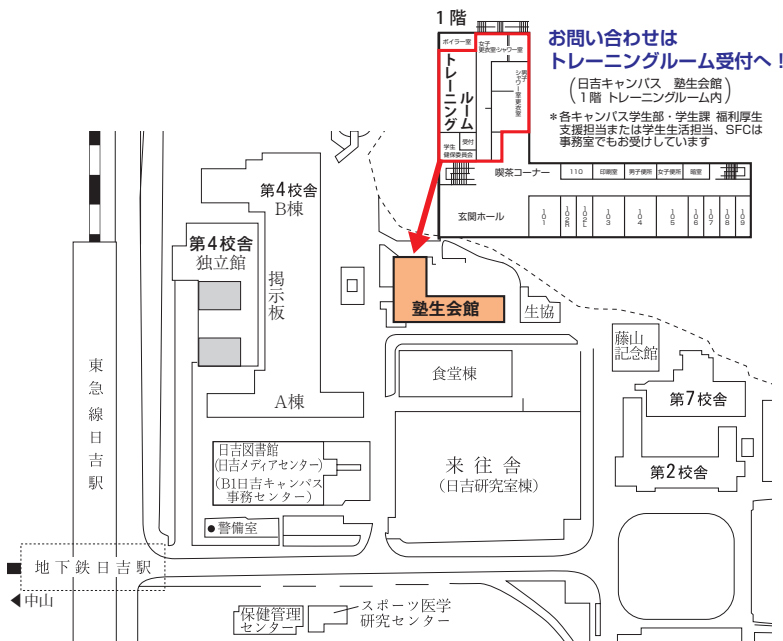 1階
お問い合わせは
トレーニングルーム受付へ！
（日吉キャンパス　塾生会館
1階 トレーニングルーム内）
＊各キャンパス学生部・学生課 福利厚生
支援担当または学生生活担当、SFCは
事務室でもお受けしています
ボイラー室
女子
更衣室・シャワー室
トレーニング
ルーム
男子
シャワー室・更衣室
受付
学生
健保委員会
喫茶コーナー
110
印刷室
男子便所
女子便所
暗室
玄関ホール
101
102R
102L
103
104
105
106
107
108
109
第4校舎
B棟
第4校舎
独立館
掲示板
塾生会館
生協
藤山
記念館
食堂棟
東急線日吉駅
A棟
第7校舎
日吉図書館
（日吉メディアセンター）
（B1日吉キャンパス
事務センター）
来往舎
（日吉研究室棟）
第2校舎
●警備室
地下鉄日吉駅
◀中山
保健管理
センター
スポーツ医学
研究センター